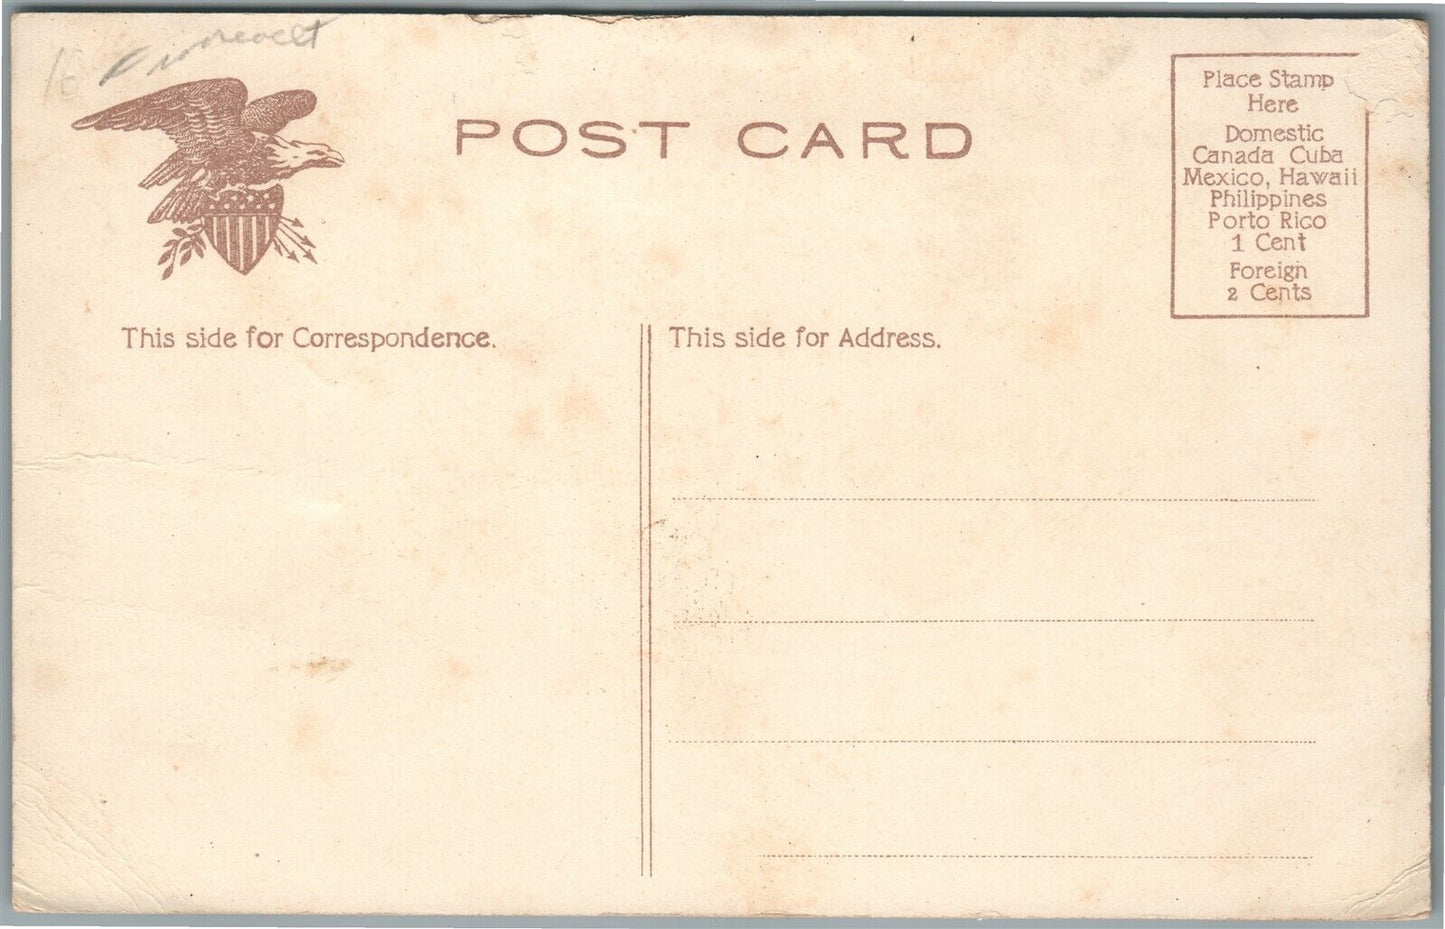 16
POST CARD
Place Stamp
Here
Domestic
Canada Cuba
Mexico, Hawaii
Philippines
Porto Rico
1 Cent
Foreign
2 Cents
This side for Correspondence.
This side for Address.